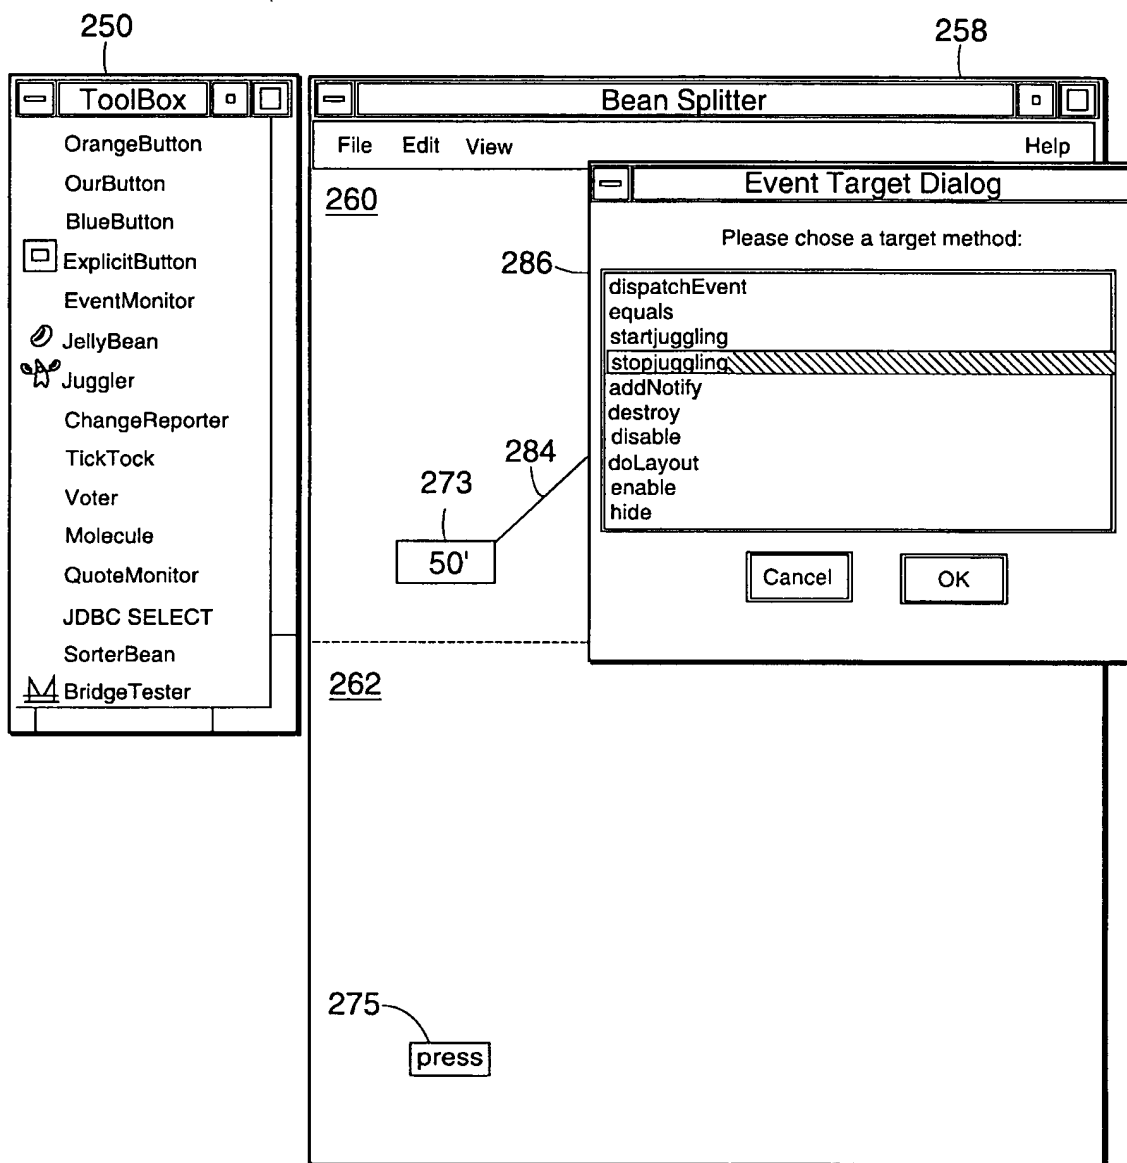 250
258
ToolBox
OrangeButton
OurButton
BlueButton
ExplicitButton
EventMonitor
JellyBean
Juggler
ChangeReporter
TickTock
Voter
Molecule
QuoteMonitor
JDBC SELECT
SorterBean
BridgeTester
Bean Splitter
File Edit View Help
260
Event Target Dialog
Please chose a target method:
286
dispatchEvent
equals
startjuggling
stopjuggling
addNotify
destroy
disable
doLayout
enable
hide
284
273
50'
Cancel OK
262
275
press